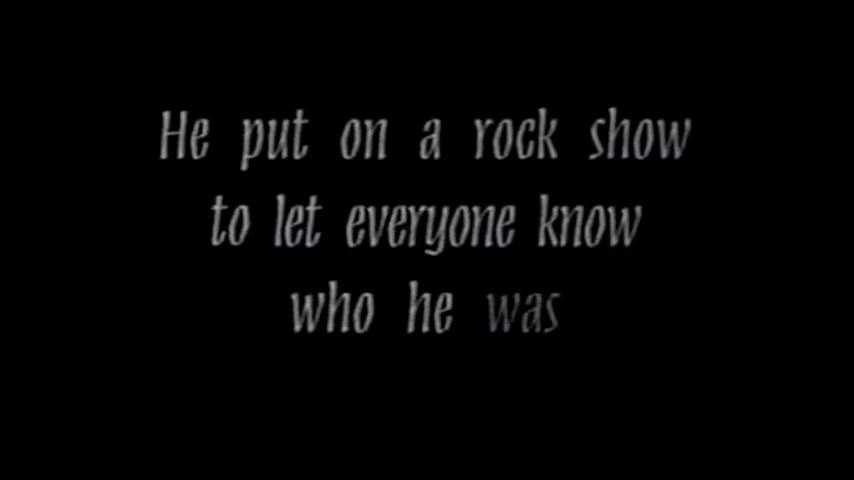 He put on a rock show
to let everyone know
who he was